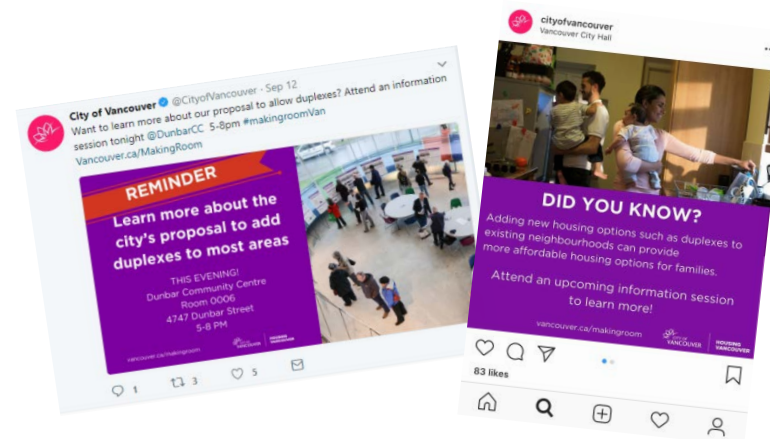 City of Vancouver @CityofVancouver · Sep 12
Want to learn more about our proposal to allow duplexes? Attend an information
session tonight @DunbarCC 5-8pm #makingroomVan
Vancouver.ca/MakingRoom
REMINDER
Learn more about the
city's proposal to add
duplexes to most areas
THIS EVENING!
Dunbar Community Centre
Room 0006
4747 Dunbar Street
5-8 PM
vancouver.ca/makingroom
VANCOUVER
HOUSING
VANCOUVER
1
3
5
cityofvancouver
Vancouver City Hall
DID YOU KNOW?
Adding new housing options such as duplexes to
existing neighbourhoods can provide
more affordable housing options for families.
Attend an upcoming information session
to learn more!
vancouver.ca/makingroom
CITY OF
VANCOUVER
HOUSING
VANCOUVER
83 likes